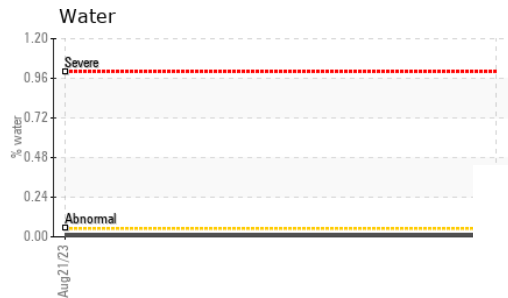 Water
1.20
Severe
0.96
0.72
% water
0.48
0.24
Abnormal
0.00
Aug21/23